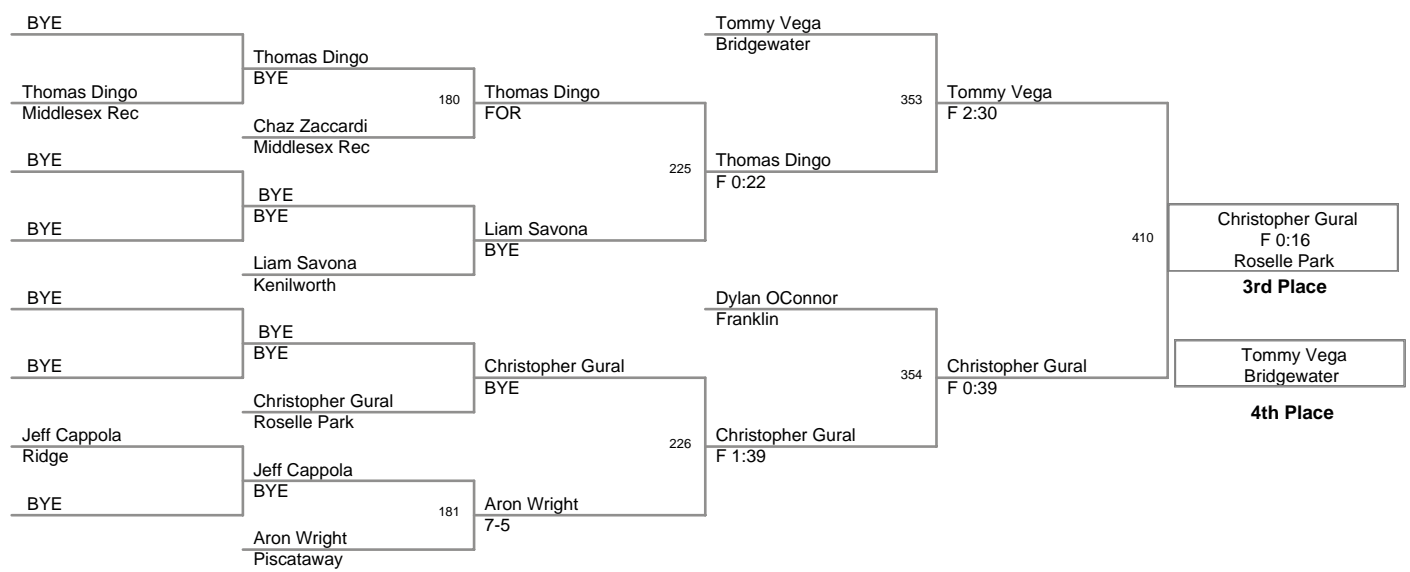 BYE
Thomas Dingo
Middlesex Rec
BYE
BYE
BYE
BYE
Jeff Cappola
Ridge
BYE
Thomas Dingo
BYE
Chaz Zaccardi
Middlesex Rec
BYE
BYE
Liam Savona
Kenilworth
BYE
BYE
Christopher Gural
Roselle Park
Jeff Cappola
BYE
Aron Wright
Piscataway
180
181
Thomas Dingo
FOR
Liam Savona
BYE
Christopher Gural
BYE
Aron Wright
7-5
225
226
Tommy Vega
Bridgewater
Thomas Dingo
F 0:22
Dylan OConnor
Franklin
Christopher Gural
F 1:39
353
354
Tommy Vega
F 2:30
Christopher Gural
F 0:39
410
Christopher Gural
F 0:16
Roselle Park
3rd Place
Tommy Vega
Bridgewater
4th Place